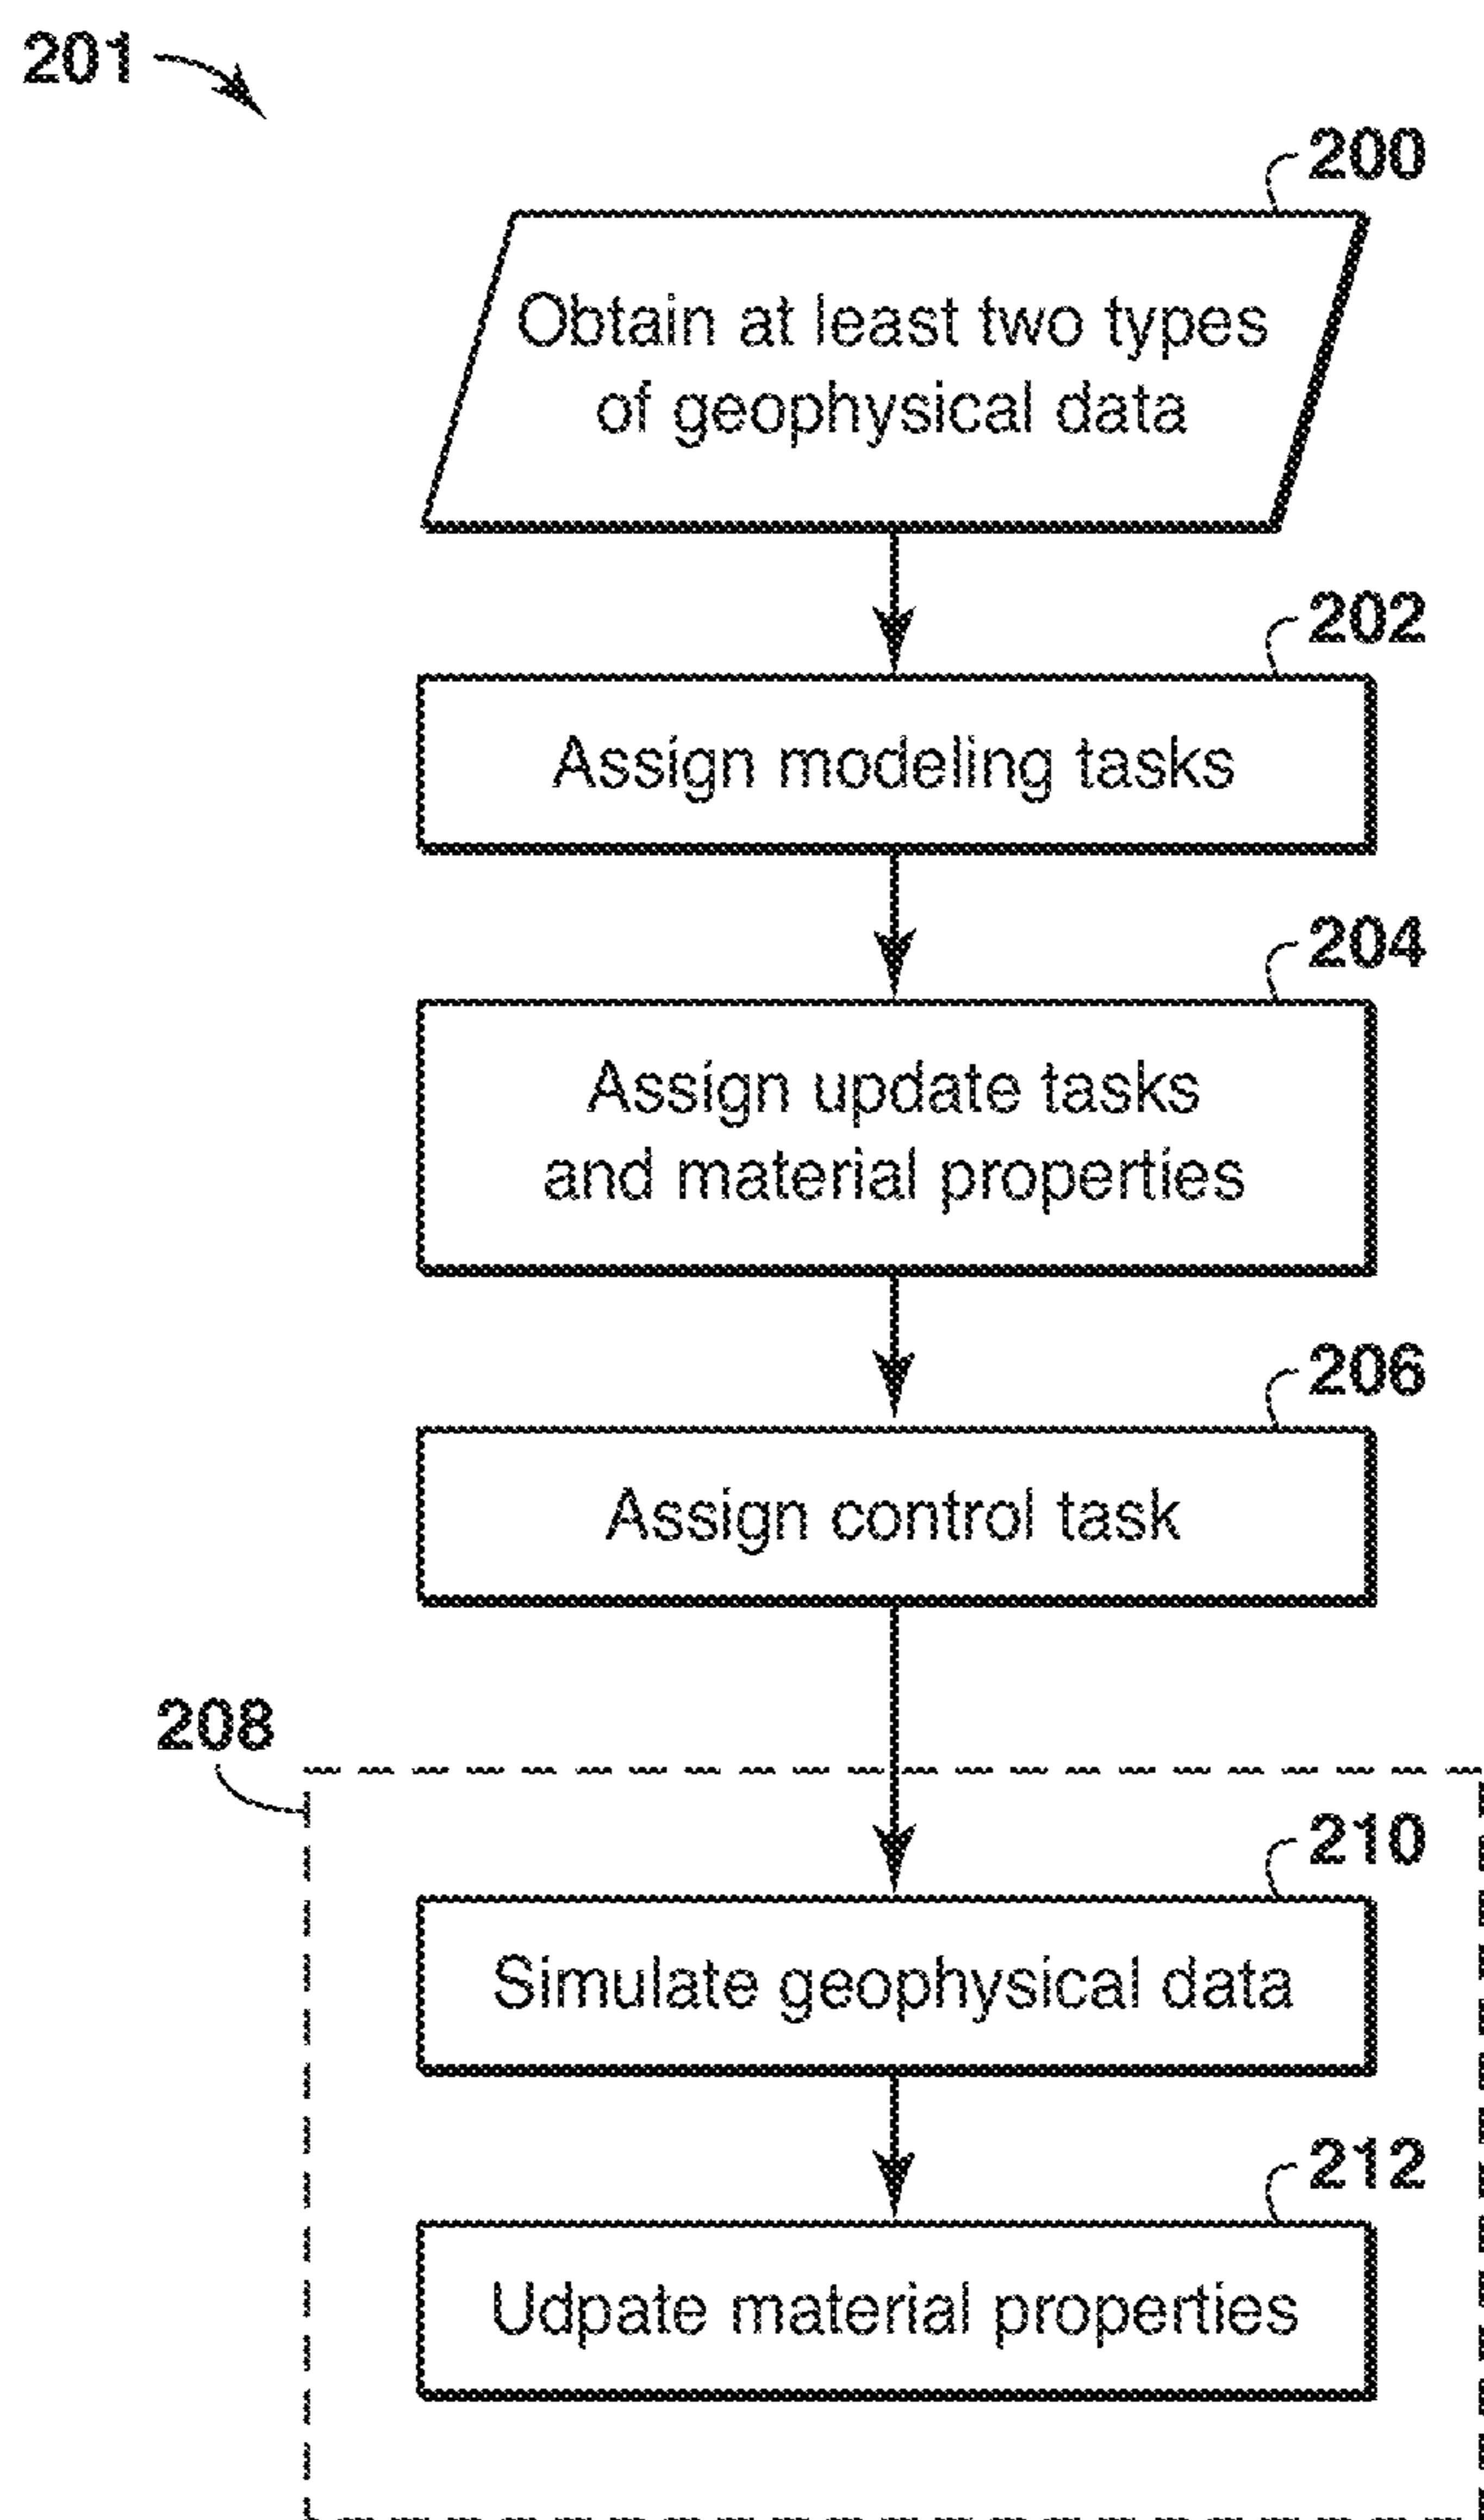 201
200
Obtain at least two types
of geophysical data
202
Assign modeling tasks
204
Assign update tasks
and material properties
206
Assign control task
208
210
Simulate geophysical data
212
Udpate material properties